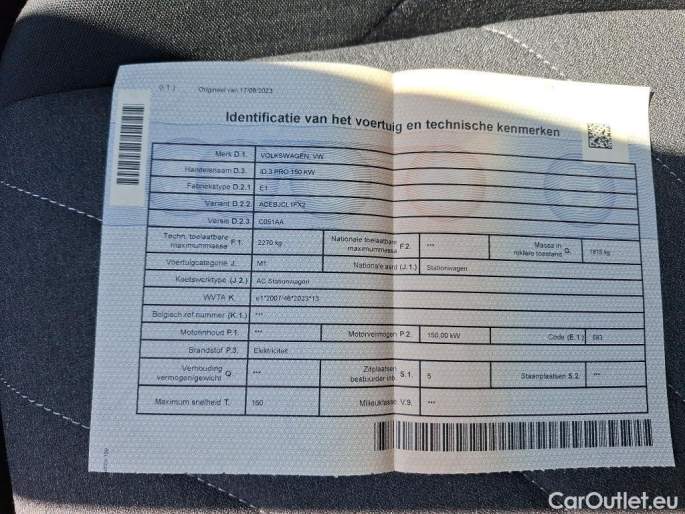 Origineel van 17/08/2023
Identificatie van het voertuig en technische kenmerken
Merk D.1. VOLKSWAGEN, VW
Handelsnaam D.3. ID.3 PRO 150 KW
Fabriekstype D.2.1. E1
Variant D.2.2. ACEBJCL1FX2
Versie D.2.3. C051AA
Techn. toelaatbare maximummassa F.1. 2270 kg Nationale toelaatbare maximummassa F.2. *** Massa in rijklare toestand G. 1815 kg
Voertuigcategorie J. M1 Nationale aard (J.1.) Stationwagen
Koetswerktype (J.2.) AC Stationwagen
WVTA K. e1*2007/46*2023*13
Belgisch ref.nummer (K.1.) ***
Motorinhoud P.1. *** Motorvermogen P.2. 150,00 kW Code (E.1.)
Brandstof P.3. Elektriciteit
Verhouding vermogen/gewicht Q. *** Zitplaatsen bestuurder inb. S.1. 5 Staanplaatsen S.2. ***
Maximum snelheid T. 160 Milieuklasse V.9. ***
CarOutlet.eu